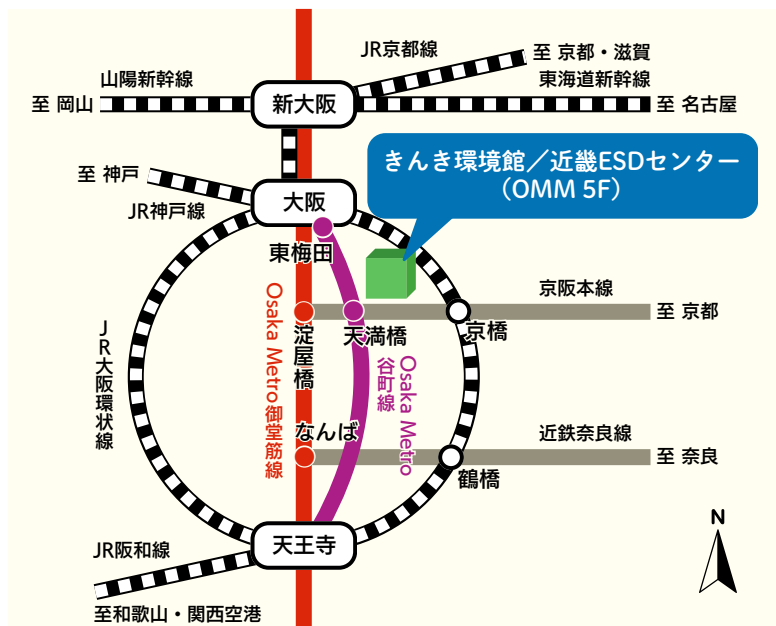 JR京都線
至 京都・滋賀
山陽新幹線
東海道新幹線
至 岡山
新大阪
至 名古屋
きんき環境館／近畿ESDセンター
（OMM 5F）
至 神戸
JR神戸線
大阪
東梅田
京阪本線
至 京都
淀屋橋
天満橋
京橋
JR大阪環状線
Osaka Metro御堂筋線
Osaka Metro
谷町線
なんば
近鉄奈良線
至 奈良
鶴橋
天王寺
JR阪和線
至和歌山・関西空港
N